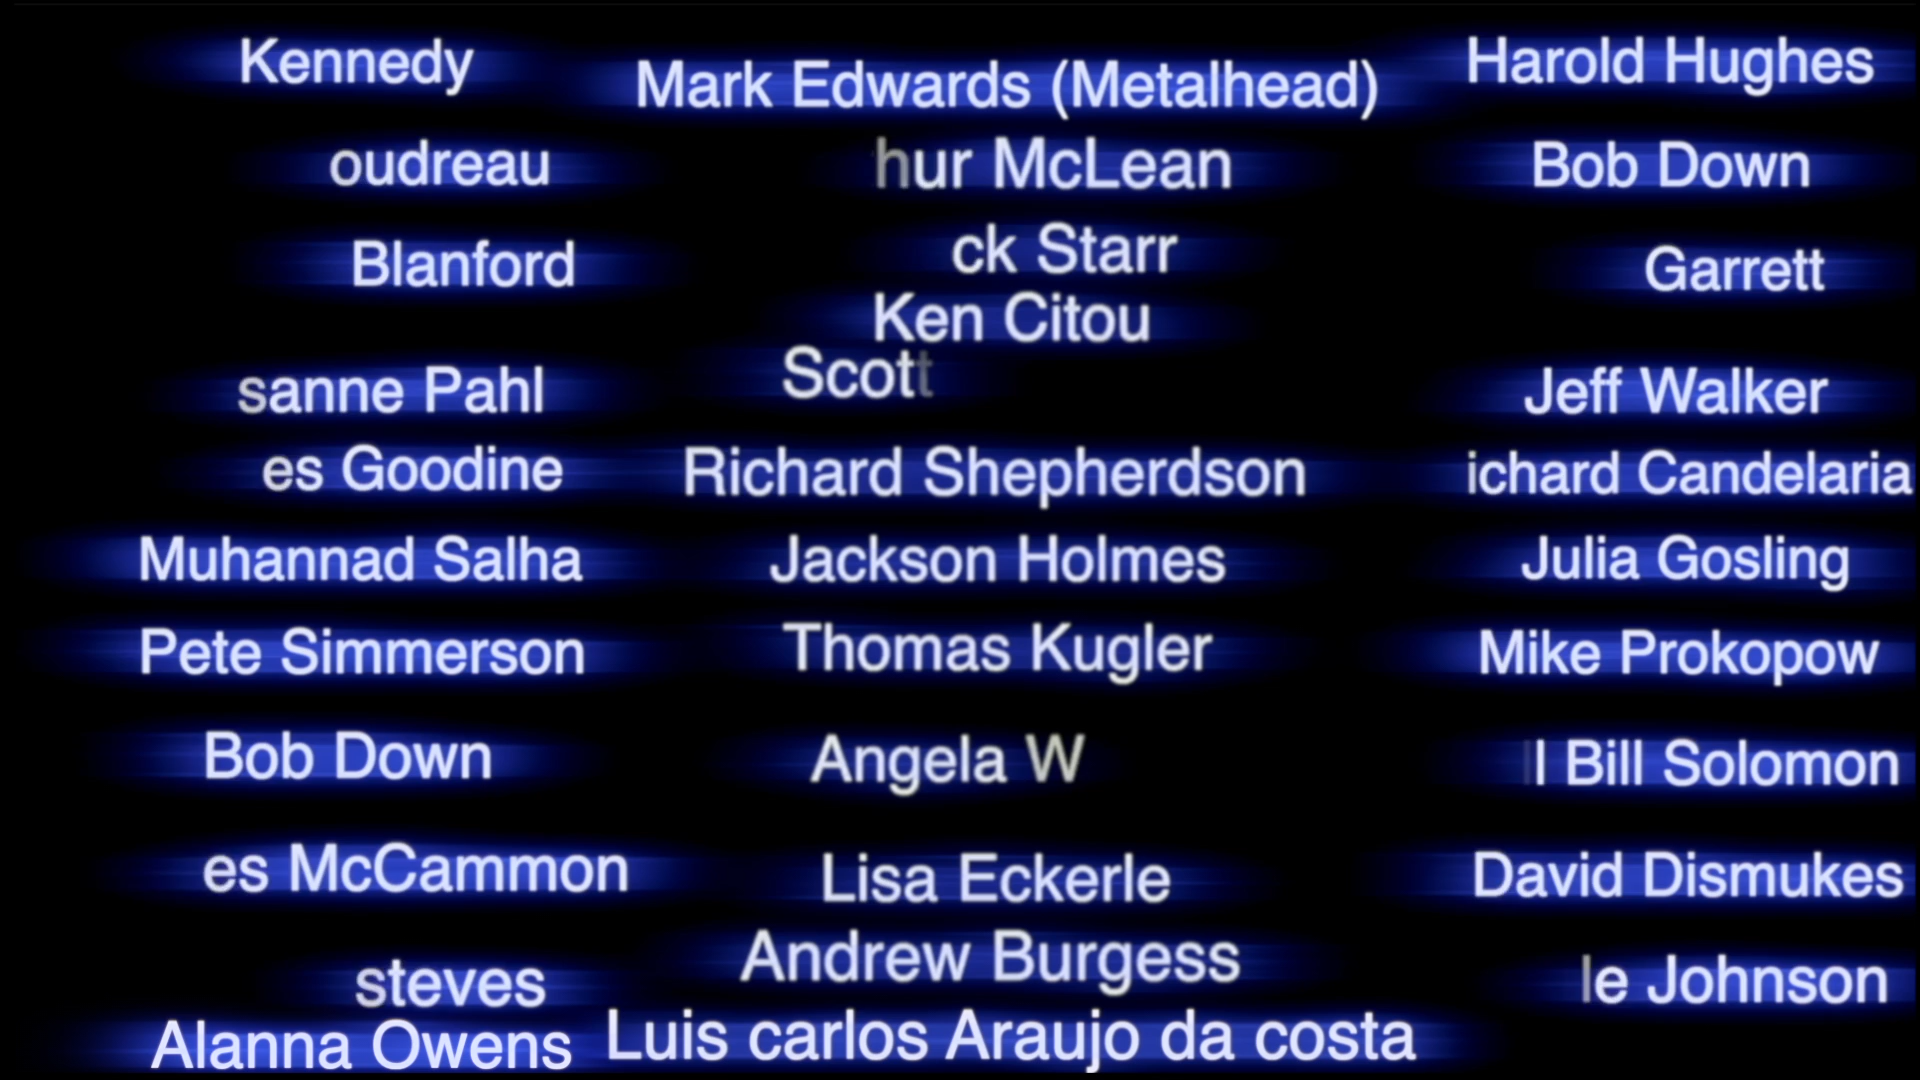 Kennedy
Mark Edwards (Metalhead)
Harold Hughes
oudreau
hur McLean
Bob Down
Blanford
ck Starr
Garrett
Ken Citou
Scott
sanne Pahl
Jeff Walker
es Goodine
Richard Shepherdson
ichard Candelaria
Muhannad Salha
Jackson Holmes
Julia Gosling
Pete Simmerson
Thomas Kugler
Mike Prokopow
Bob Down
Angela W
l Bill Solomon
es McCammon
Lisa Eckerle
David Dismukes
steves
Andrew Burgess
le Johnson
Alanna Owens
Luis carlos Araujo da costa